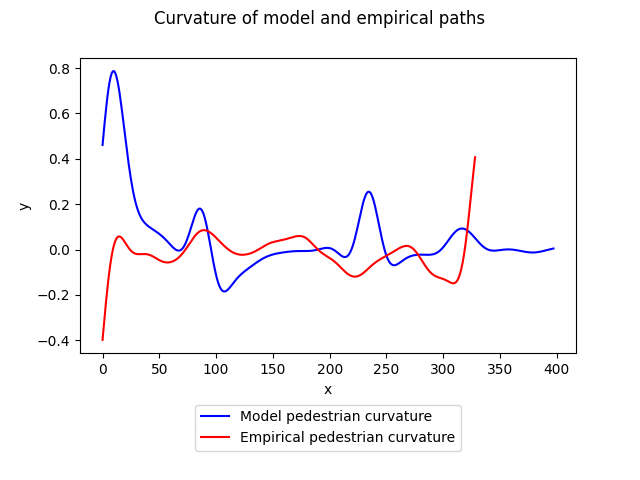 Curvature of model and empirical paths
0.8
0.6
0.4
0.2
0.0
−0.2
−0.4
y
0 50 100 150 200 250 300 350 400
x
Model pedestrian curvature
Empirical pedestrian curvature